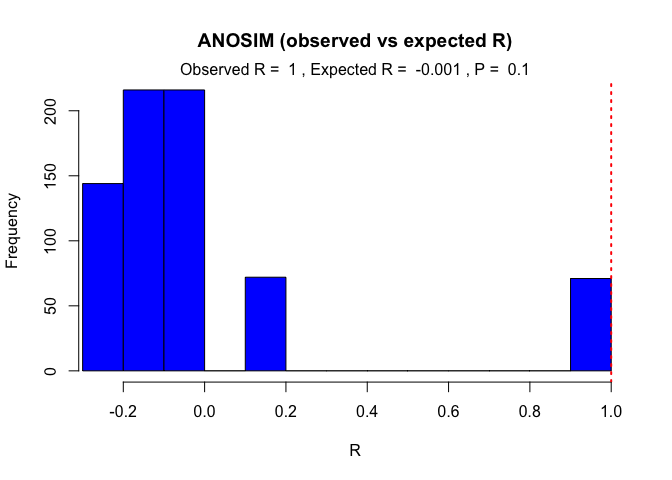 ANOSIM (observed vs expected R)
Observed R =  1 , Expected R =  -0.001 , P =  0.1
200
150
100
50
0
Frequency
-0.2 0.0 0.2 0.4 0.6 0.8 1.0
R